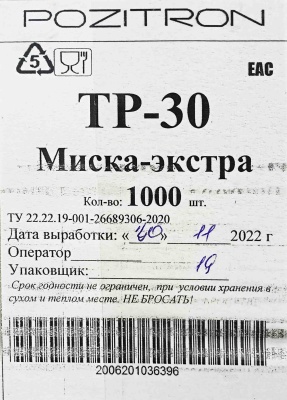 POZITRON
5
EAC
ТР-30
Миска-экстра
Кол-во: 1000 шт.
ТУ 22.22.19-001-26689306-2020
Дата выработки: «30» 11 2022 г
Оператор
Упаковщик: 19
Срок годности не ограничен, при условии хранения в
сухом и теплом месте. НЕ БРОСАТЬ!
2006201036396